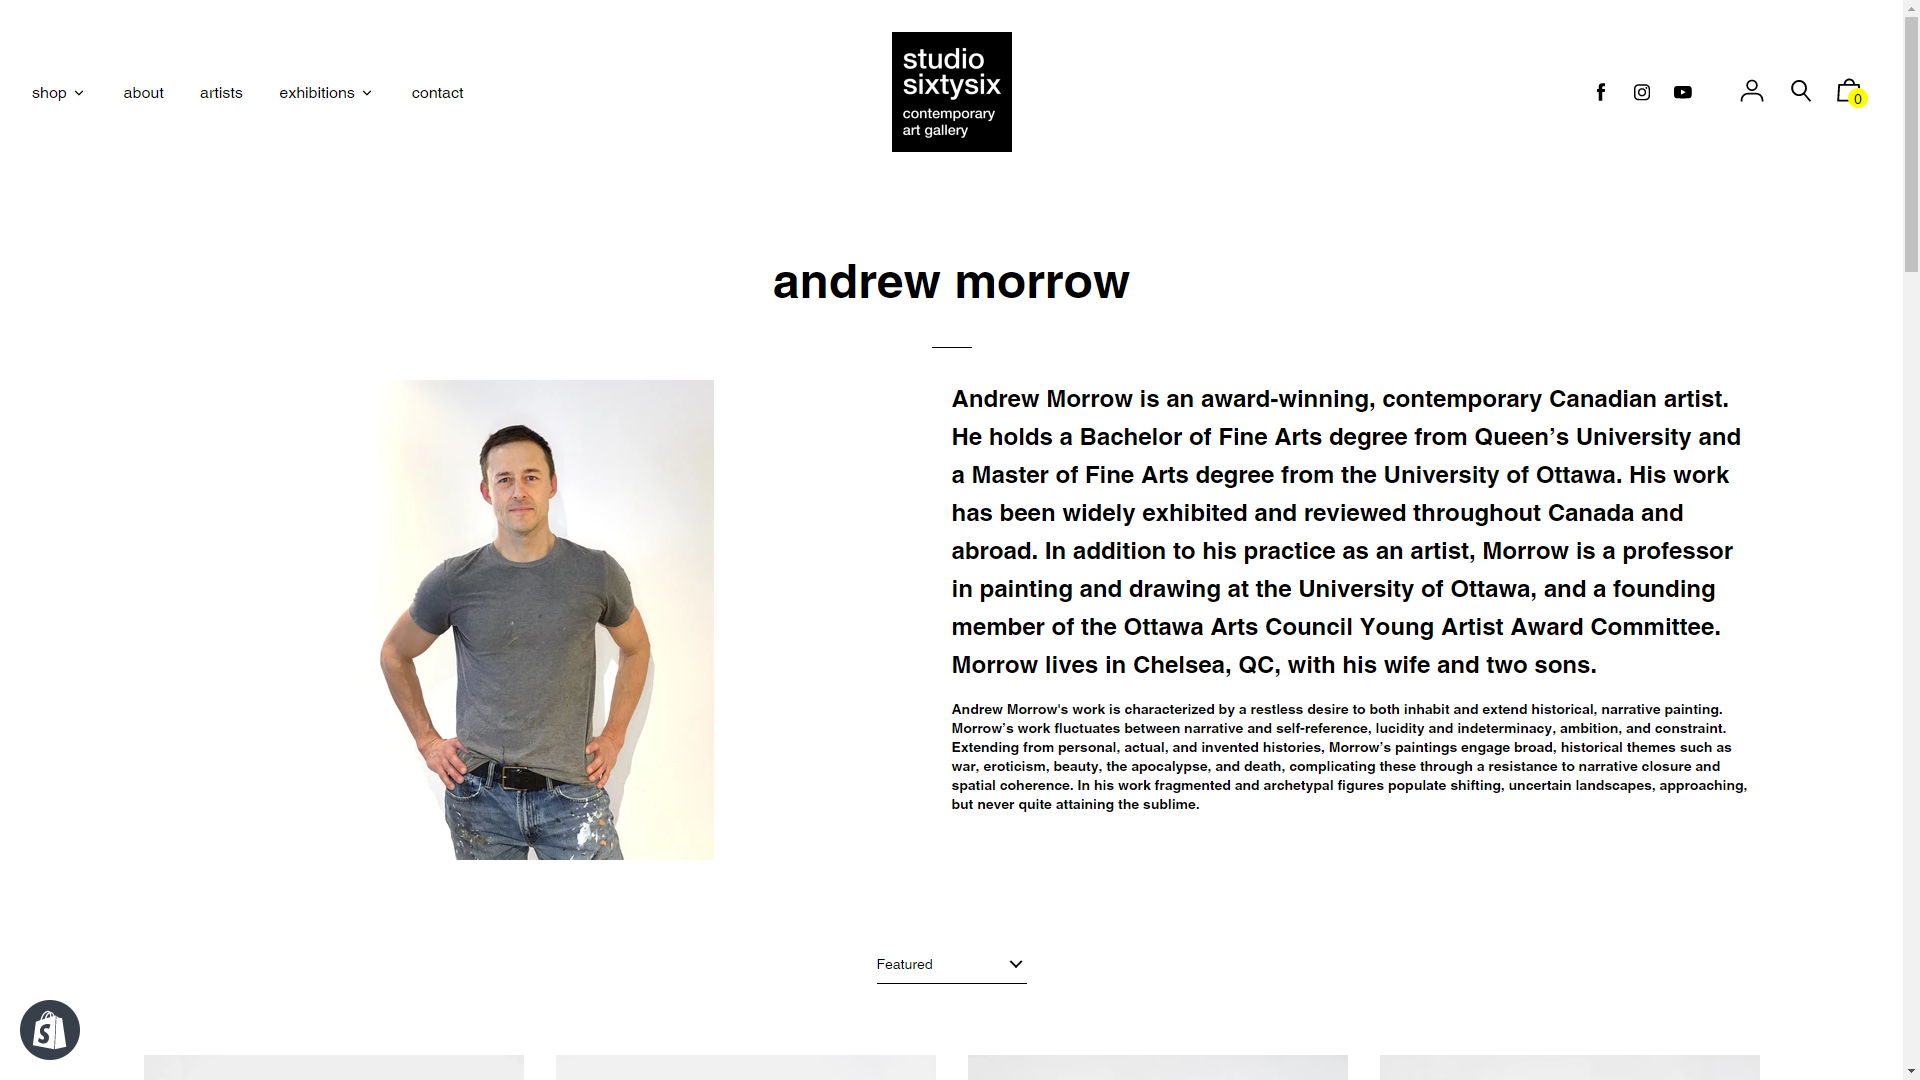 shop
about
artists
exhibitions
contact
studio
sixtysix
contemporary
art gallery
0
andrew morrow
Andrew Morrow is an award-winning, contemporary Canadian artist.
He holds a Bachelor of Fine Arts degree from Queen’s University and
a Master of Fine Arts degree from the University of Ottawa. His work
has been widely exhibited and reviewed throughout Canada and
abroad. In addition to his practice as an artist, Morrow is a professor
in painting and drawing at the University of Ottawa, and a founding
member of the Ottawa Arts Council Young Artist Award Committee.
Morrow lives in Chelsea, QC, with his wife and two sons.
Andrew Morrow's work is characterized by a restless desire to both inhabit and extend historical, narrative painting.
Morrow’s work fluctuates between narrative and self-reference, lucidity and indeterminacy, ambition, and constraint.
Extending from personal, actual, and invented histories, Morrow’s paintings engage broad, historical themes such as
war, eroticism, beauty, the apocalypse, and death, complicating these through a resistance to narrative closure and
spatial coherence. In his work fragmented and archetypal figures populate shifting, uncertain landscapes, approaching,
but never quite attaining the sublime.
Featured